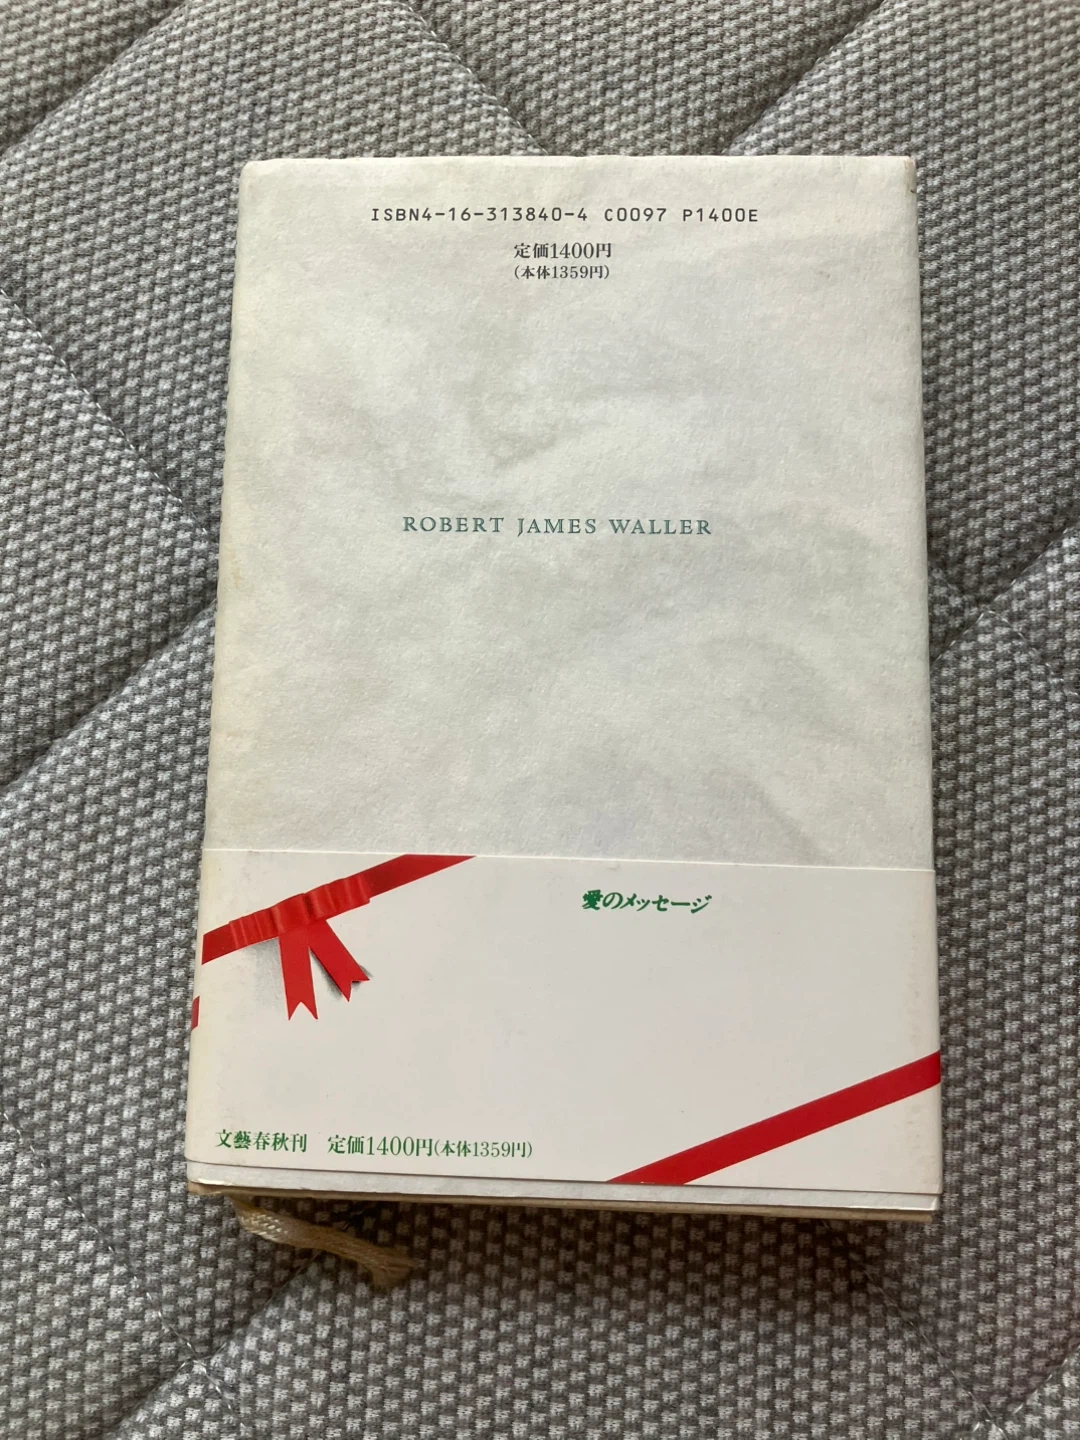 ISBN4-16-313840-4 C0097 P1400E
定価1400円
(本体1359円)
ROBERT JAMES WALLER
愛のメッセージ
文藝春秋刊 定価1400円(本体1359円)